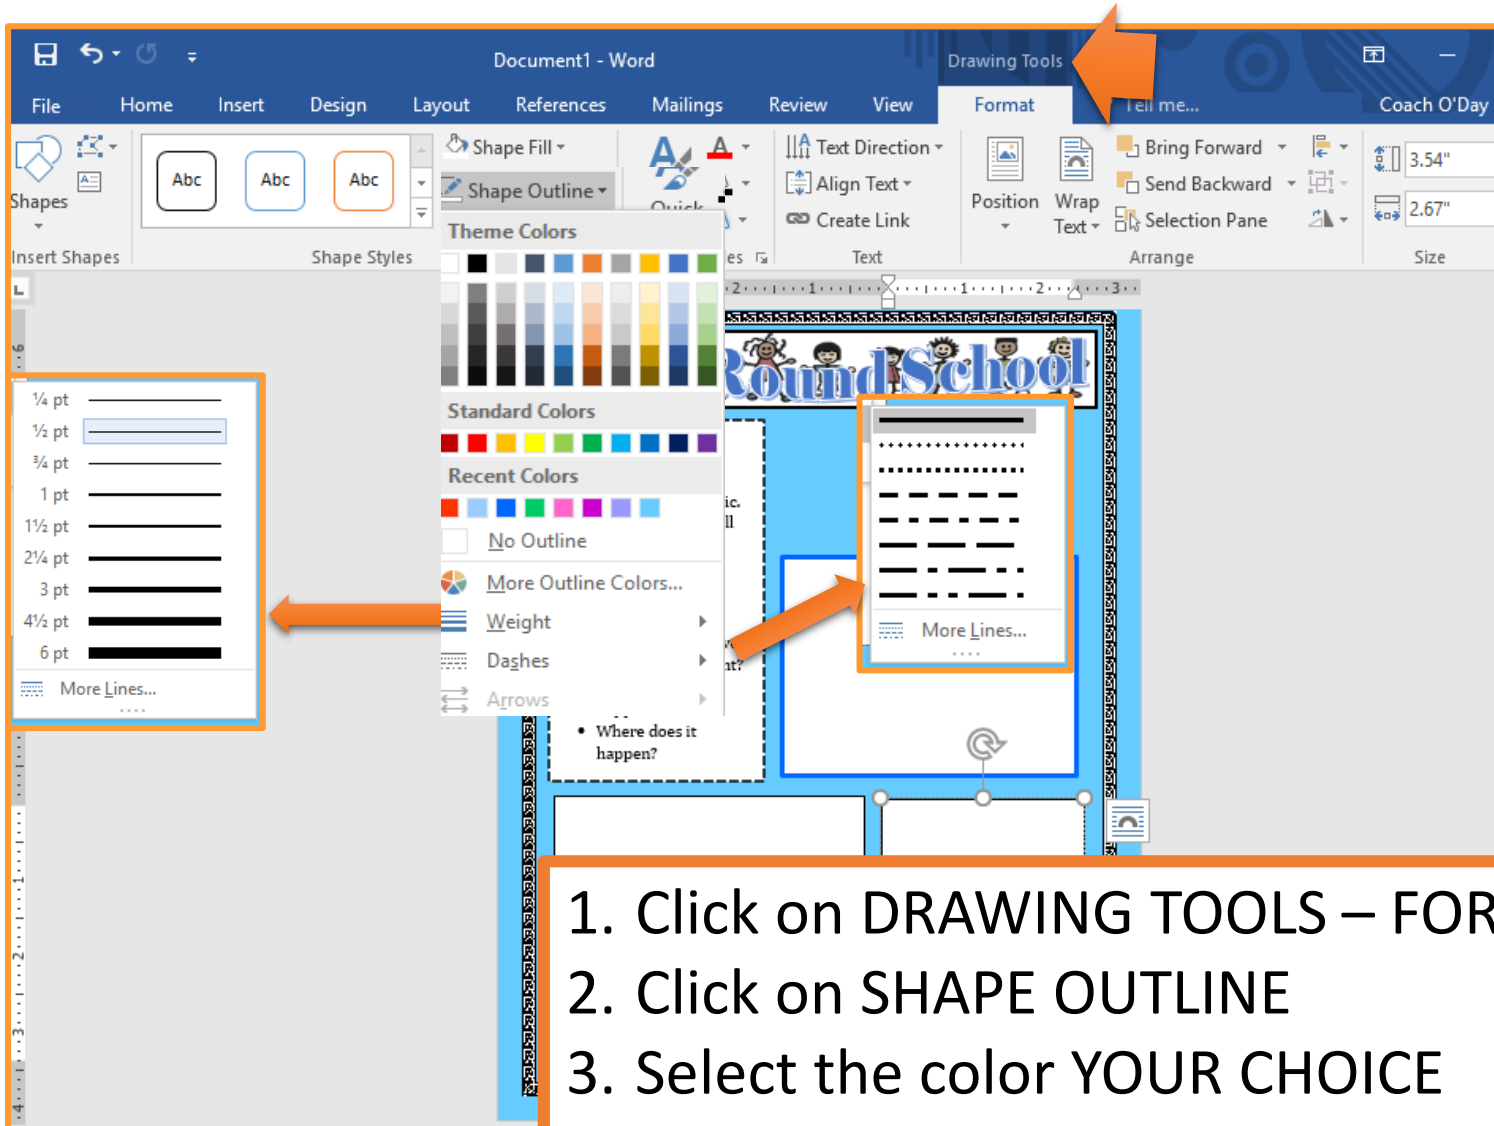 Document1 - Word
Drawing Tools
File Home Insert Design Layout References Mailings Review View Format Tell me... Coach O'Day
Shapes
Insert Shapes
Abc Abc Abc
Shape Styles
Shape Fill
Shape Outline
Quick
Text Direction
Align Text
Create Link
Text
Position
Wrap
Text
Bring Forward
Send Backward
Selection Pane
Arrange
3.54"
2.67"
Size
Theme Colors
Standard Colors
Recent Colors
No Outline
More Outline Colors...
Weight
Dashes
Arrows
¼ pt
½ pt
¾ pt
1 pt
1½ pt
2¼ pt
3 pt
4½ pt
6 pt
More Lines...
More Lines...
Round School
• Where does it
happen?
1. Click on DRAWING TOOLS – FOR
2. Click on SHAPE OUTLINE
3. Select the color YOUR CHOICE